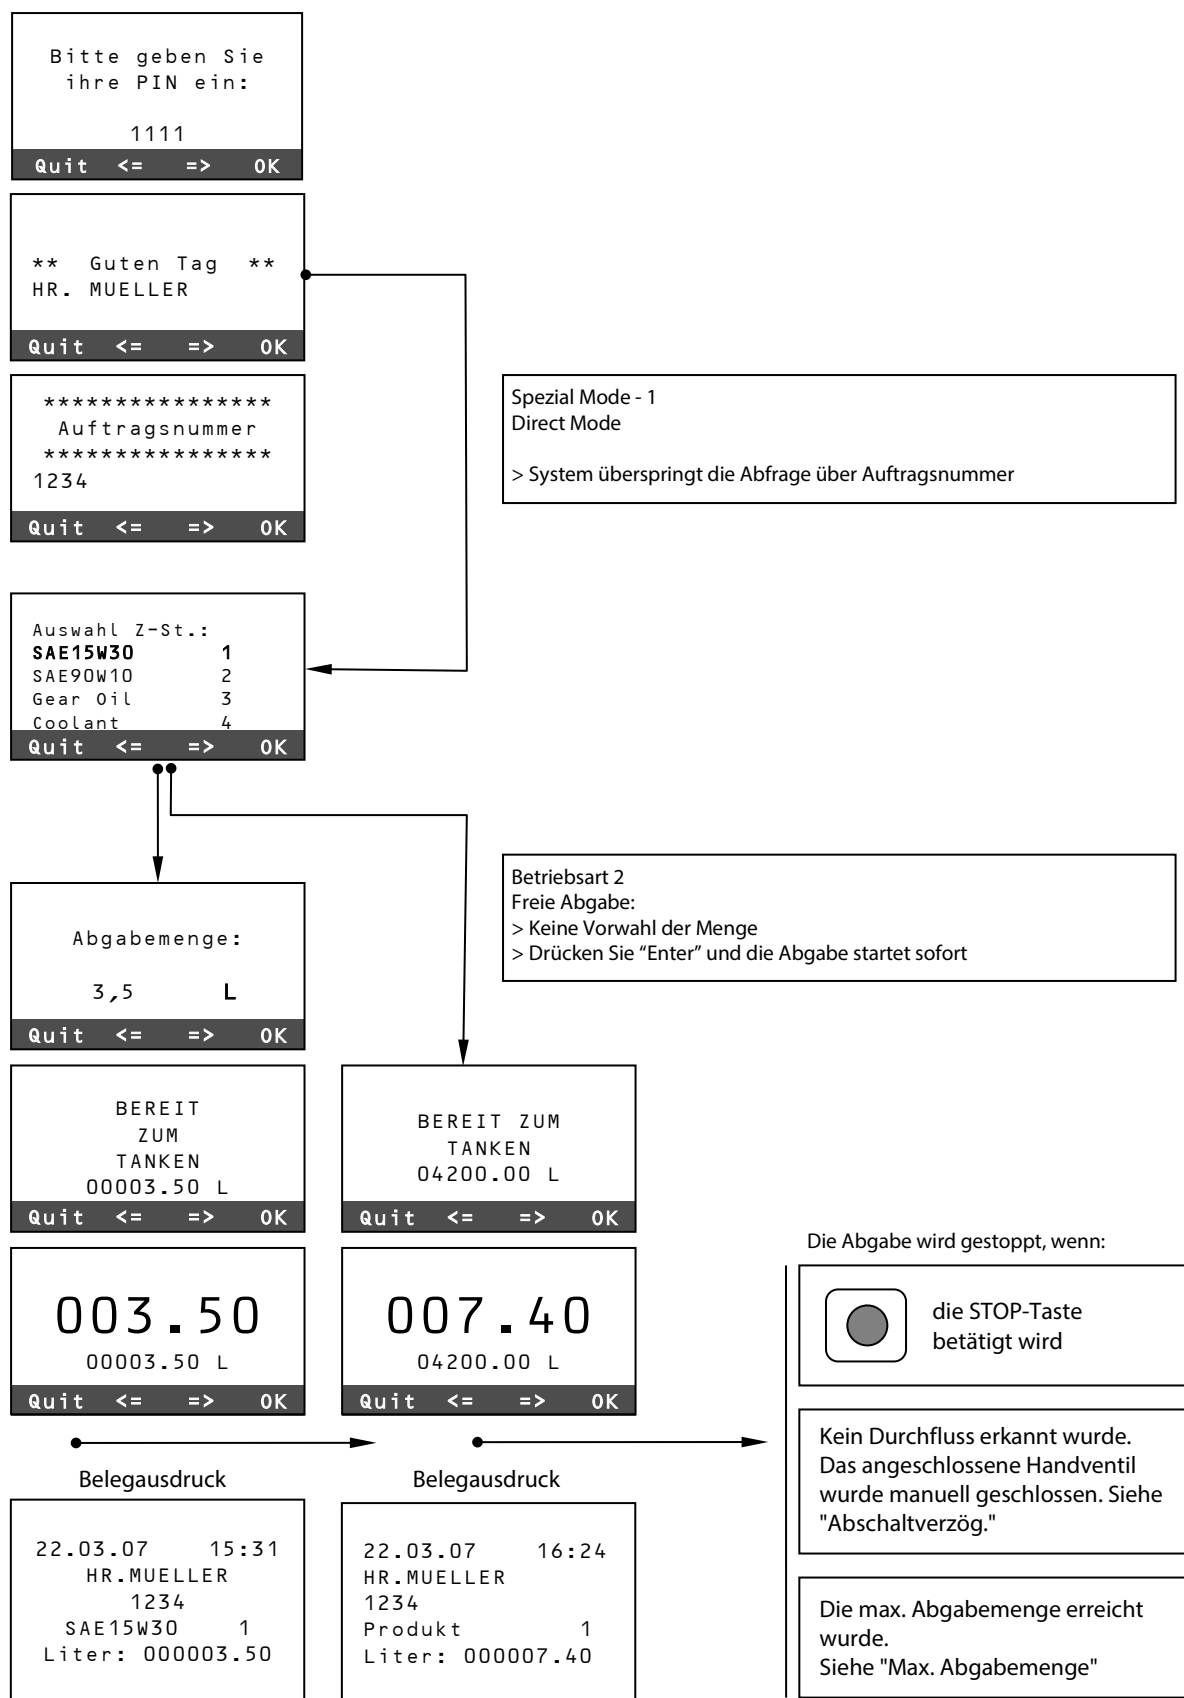 Bitte geben Sie
ihre PIN ein:
1111
Quit <= => OK
** Guten Tag **
HR. MUELLER
Quit <= => OK
****************
Auftragsnummer
****************
1234
Quit <= => OK
Spezial Mode - 1
Direct Mode
> System überspringt die Abfrage über Auftragsnummer
Auswahl Z-St.:
SAE15W30 1
SAE90W10 2
Gear Oil 3
Coolant 4
Quit <= => OK
Betriebsart 2
Freie Abgabe:
> Keine Vorwahl der Menge
> Drücken Sie “Enter” und die Abgabe startet sofort
Abgabemenge:
3,5 L
Quit <= => OK
BEREIT
ZUM
TANKEN
00003.50 L
Quit <= => OK
BEREIT ZUM
TANKEN
04200.00 L
Quit <= => OK
003.50
00003.50 L
Quit <= => OK
007.40
04200.00 L
Quit <= => OK
Die Abgabe wird gestoppt, wenn:
die STOP-Taste
betätigt wird
Kein Durchfluss erkannt wurde.
Das angeschlossene Handventil
wurde manuell geschlossen. Siehe
"Abschaltverzög."
Die max. Abgabemenge erreicht
wurde.
Siehe "Max. Abgabemenge"
Belegausdruck
22.03.07 15:31
HR.MUELLER
1234
SAE15W30 1
Liter: 000003.50
Belegausdruck
22.03.07 16:24
HR.MUELLER
1234
Produkt 1
Liter: 000007.40